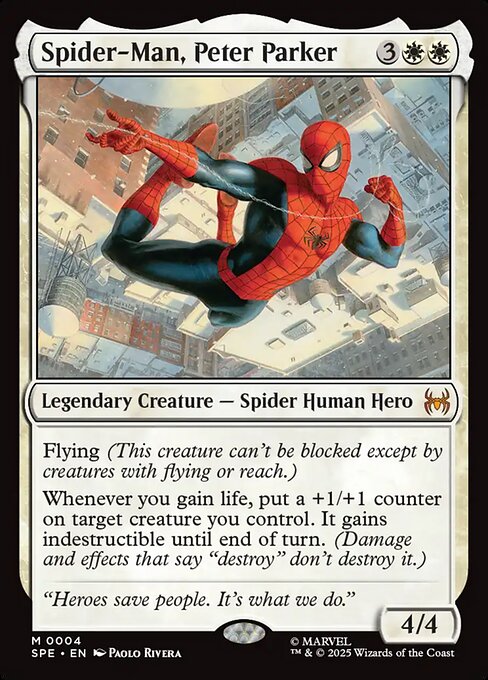 Spider-Man, Peter Parker 3
Legendary Creature — Spider Human Hero
Flying (This creature can't be blocked except by
creatures with flying or reach.)
Whenever you gain life, put a +1/+1 counter
on target creature you control. It gains
indestructible until end of turn. (Damage
and effects that say “destroy” don't destroy it.)
“Heroes save people. It's what we do.”
4/4
M 0004
SPE • EN Paolo Rivera
© MARVEL
™ & © 2025 Wizards of the Coast